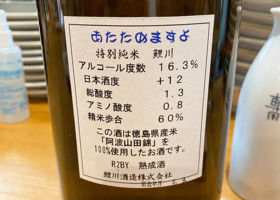 あたためますよ
特別純米 鯉川
アルコール度数 16.3%
日本酒度 +12
総酸度 1.3
アミノ酸度 0.8
精米歩合 60%
この酒は徳島県産米
「阿波山田錦」を
100%使用したお酒です。
R2BY 熟成酒
鯉川酒造株式会社